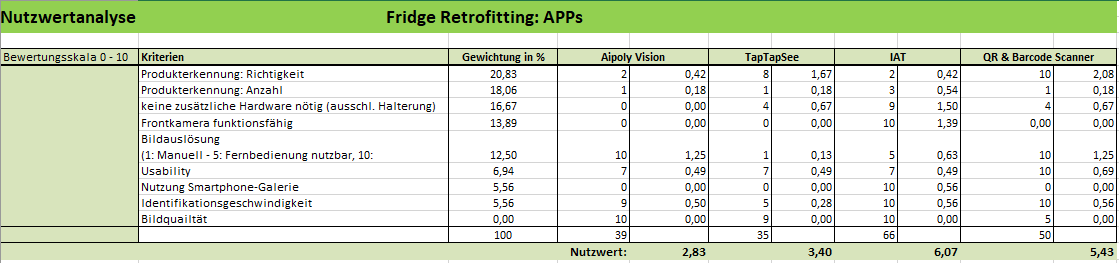 Nutzwertanalyse Fridge Retrofitting: APPs
Bewertungsskala 0 - 10 Kriterien Gewichtung in % Aipoly Vision TapTapSee IAT QR & Barcode Scanner
Produkterkennung: Richtigkeit 20,83 2 0,42 8 1,67 2 0,42 10 2,08
Produkterkennung: Anzahl 18,06 1 0,18 1 0,18 3 0,54 1 0,18
keine zusätzliche Hardware nötig (ausschl. Halterung) 16,67 0 0,00 4 0,67 9 1,50 4 0,67
Frontkamera funktionsfähig 13,89 0 0,00 0 0,00 10 1,39 0,00 0,00
Bildauslösung
(1: Manuell - 5: Fernbedienung nutzbar, 10: 12,50 10 1,25 1 0,13 5 0,63 10 1,25
Usability 6,94 7 0,49 7 0,49 7 0,49 10 0,69
Nutzung Smartphone-Galerie 5,56 0 0,00 0 0,00 10 0,56 0 0,00
Identifikationsgeschwindigkeit 5,56 9 0,50 5 0,28 10 0,56 10 0,56
Bildquailtät 0,00 10 0,00 9 0,00 10 0,00 5 0,00
100 39 35 66 50
Nutzwert: 2,83 3,40 6,07 5,43